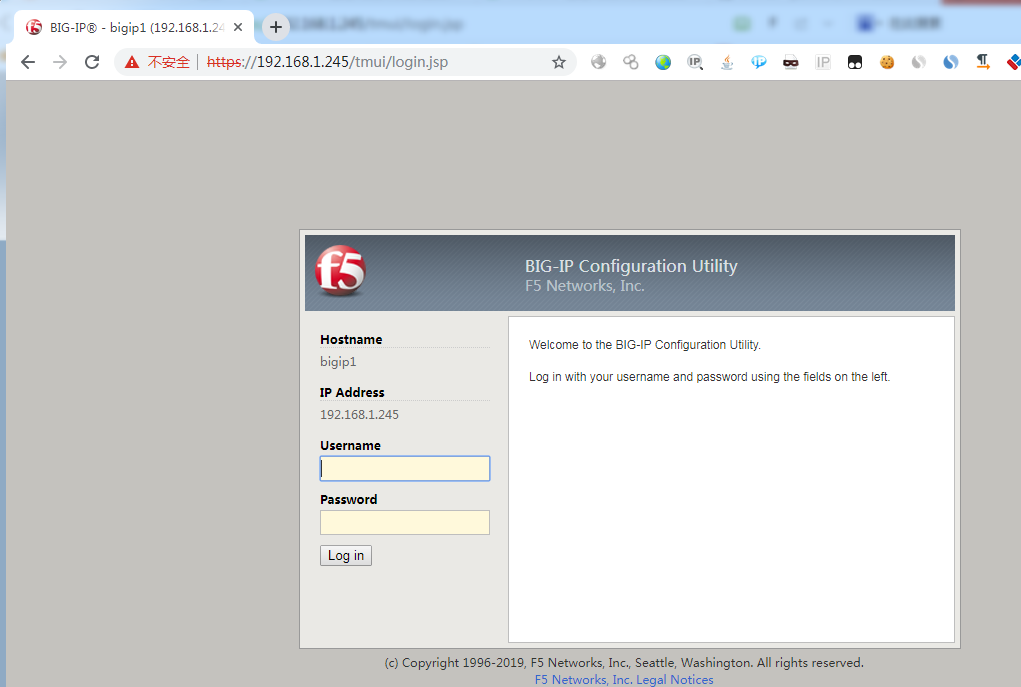 BIG-IP® - bigip1 (192.168.1.24
不安全 | https://192.168.1.245/tmui/login.jsp
f5
BIG-IP Configuration Utility
F5 Networks, Inc.
Hostname
bigip1
IP Address
192.168.1.245
Username
Password
Log in
Welcome to the BIG-IP Configuration Utility.
Log in with your username and password using the fields on the left.
(c) Copyright 1996-2019, F5 Networks, Inc., Seattle, Washington. All rights reserved.
F5 Networks, Inc. Legal Notices